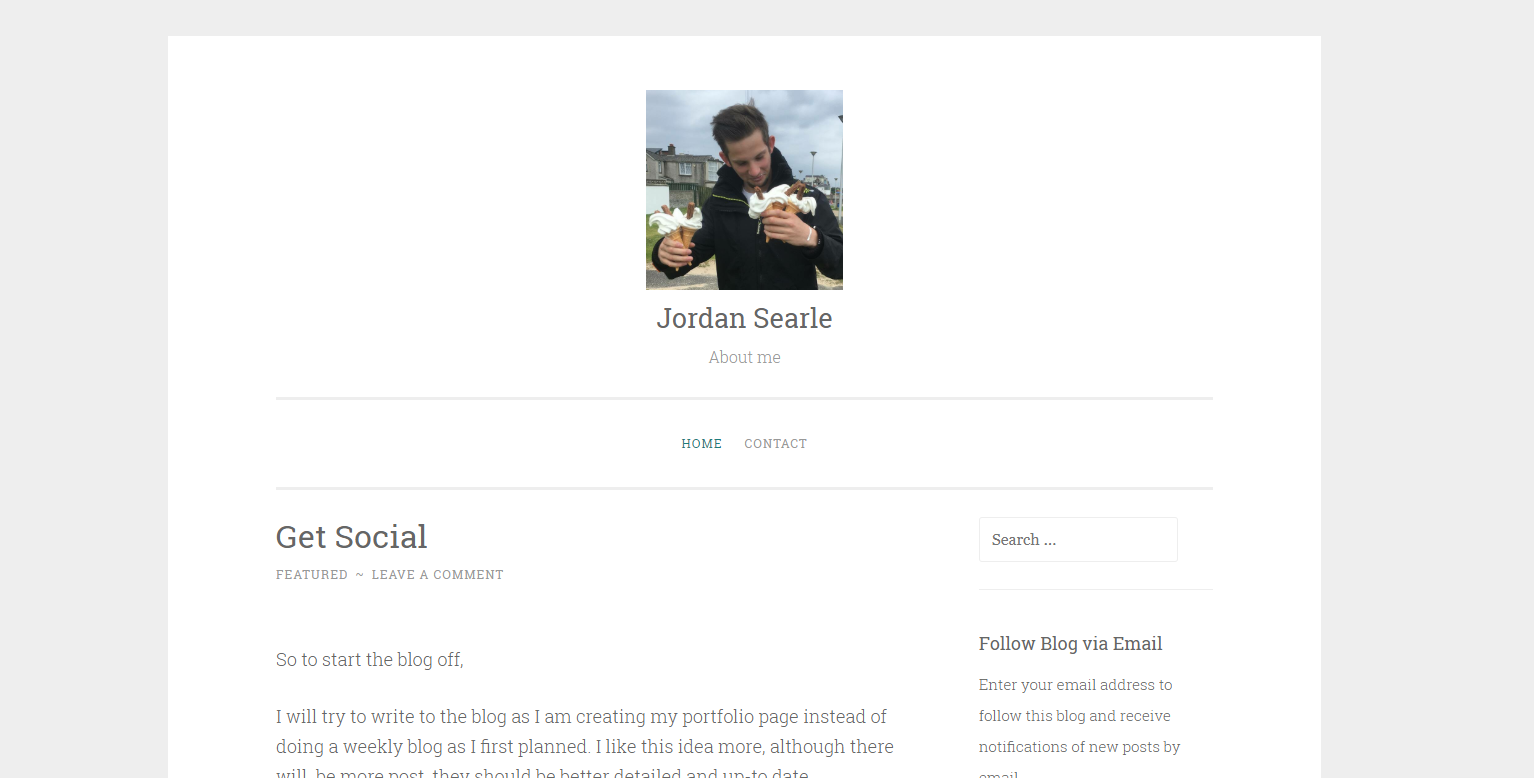 Jordan Searle
About me
HOME CONTACT
Get Social
FEATURED ~ LEAVE A COMMENT
So to start the blog off,
I will try to write to the blog as I am creating my portfolio page instead of
doing a weekly blog as I first planned. I like this idea more, although there
will be more post, they should be better detailed and up-to date.
Search ...
Follow Blog via Email
Enter your email address to
follow this blog and receive
notifications of new posts by
email.